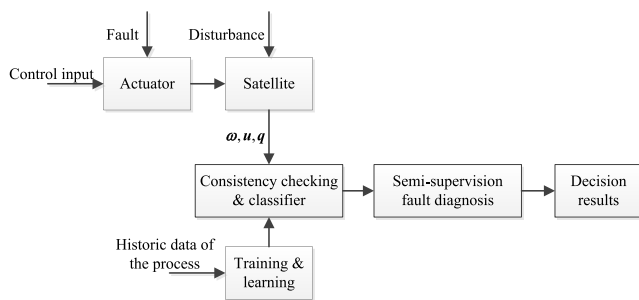 Fault
Disturbance
Control input
Actuator
Satellite
ω, u, q
Consistency checking
& classifier
Semi-supervision
fault diagnosis
Decision
results
Historic data of
the process
Training &
learning